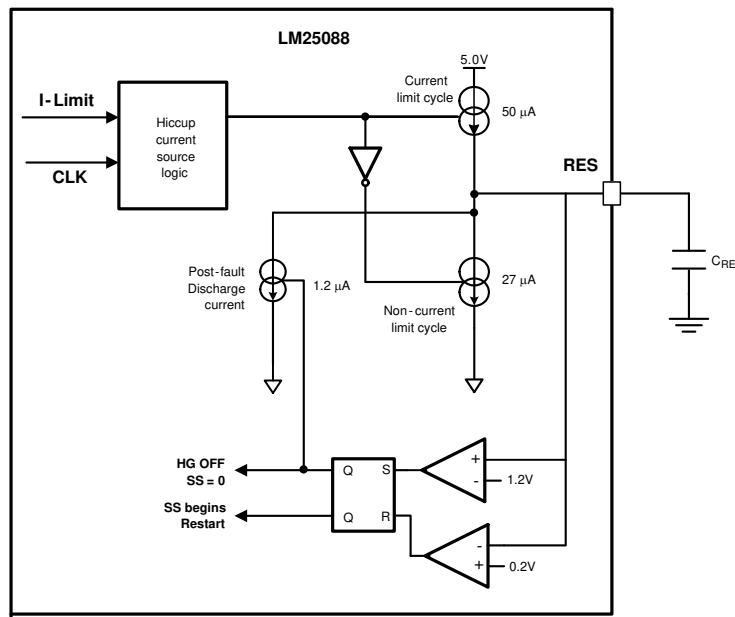 LM25088
5.0V
Current
limit cycle
50 µA
I-Limit
Hiccup
current
source
logic
CLK
RES
CRE
Post-fault
Discharge
current
1.2 µA
27 µA
Non-current
limit cycle
HG OFF
SS = 0
Q
S
+
-
1.2V
SS begins
Restart
Q
R
-
+
0.2V